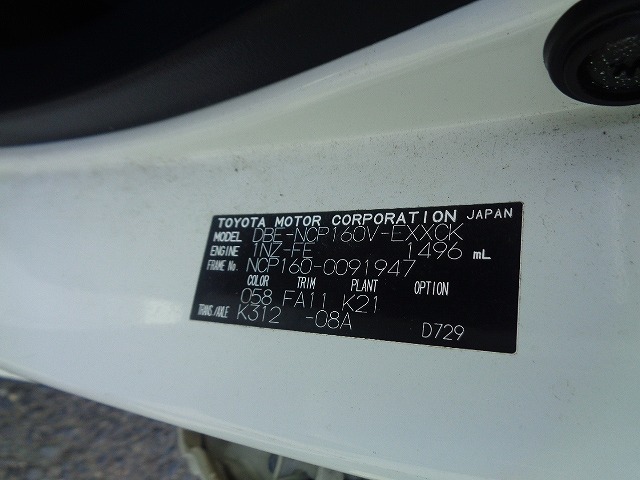 TOYOTA MOTOR CORPORATION JAPAN
MODEL DBE-NCP160V-EXXCK
ENGINE 1NZ-FE 1496 mL
FRAME No. NCP160-0091947
COLOR TRIM PLANT OPTION
058 FA11 K21
TRANS./AXLE K312 -08A D729